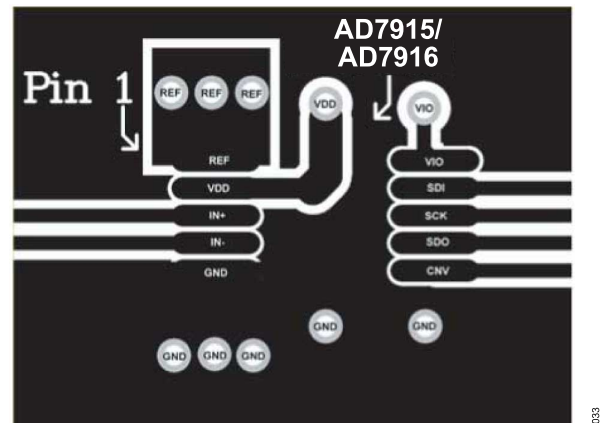 AD7915/
AD7916
Pin 1
REF REF REF
VDD
VIO
REF
VDD
IN+
IN-
GND
VIO
SDI
SCK
SDO
CNV
GND
GND
GND GND GND
033